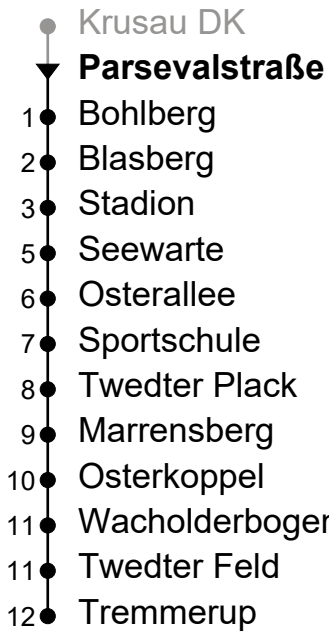 Krusau DK
Parsevalstraße
1 Bohlberg
2 Blasberg
3 Stadion
5 Seewarte
6 Osterallee
7 Sportschule
8 Twedter Plack
9 Marrensberg
10 Osterkoppel
11 Wacholderbogen
11 Twedter Feld
12 Tremmerup